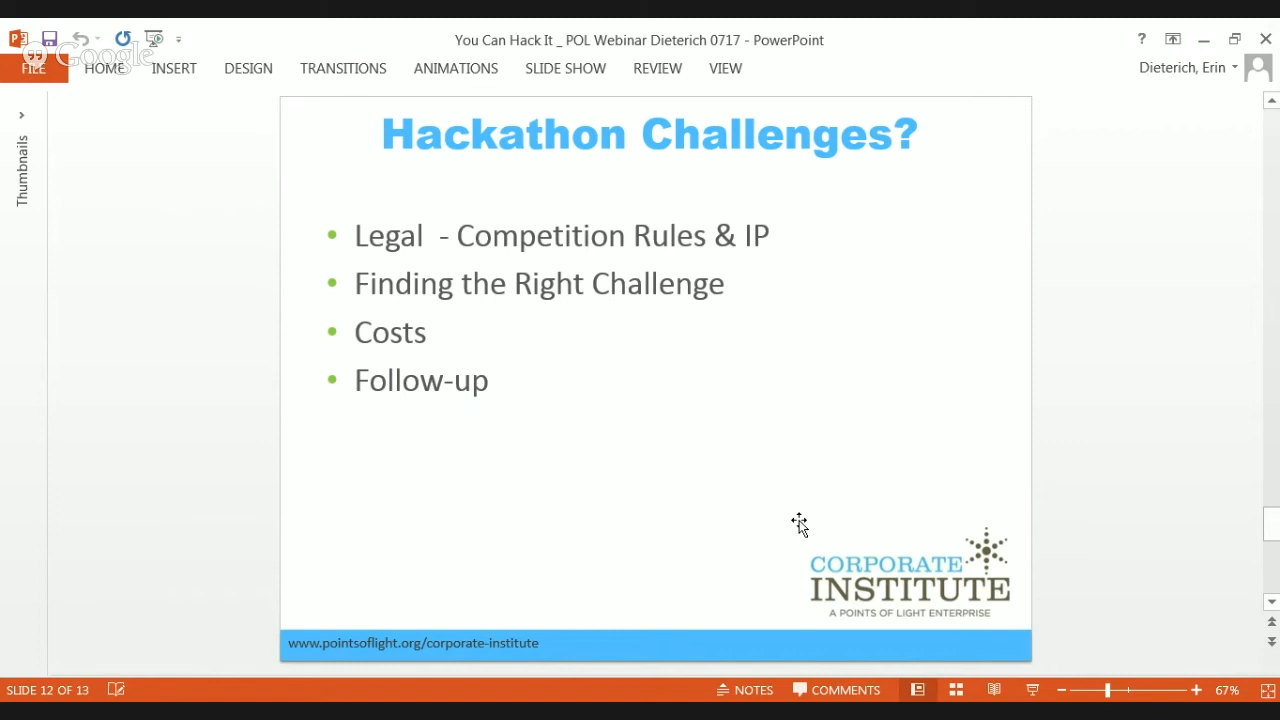 You Can Hack It _ POL Webinar Dieterich 0717 - PowerPoint
?
Google
FILE HOME INSERT DESIGN TRANSITIONS ANIMATIONS SLIDE SHOW REVIEW VIEW
Dieterich, Erin
Thumbnails
Hackathon Challenges?
• Legal - Competition Rules & IP
• Finding the Right Challenge
• Costs
• Follow-up
CORPORATE
INSTITUTE
A POINTS OF LIGHT ENTERPRISE
www.pointsoflight.org/corporate-institute
SLIDE 12 OF 13 NOTES COMMENTS 67%